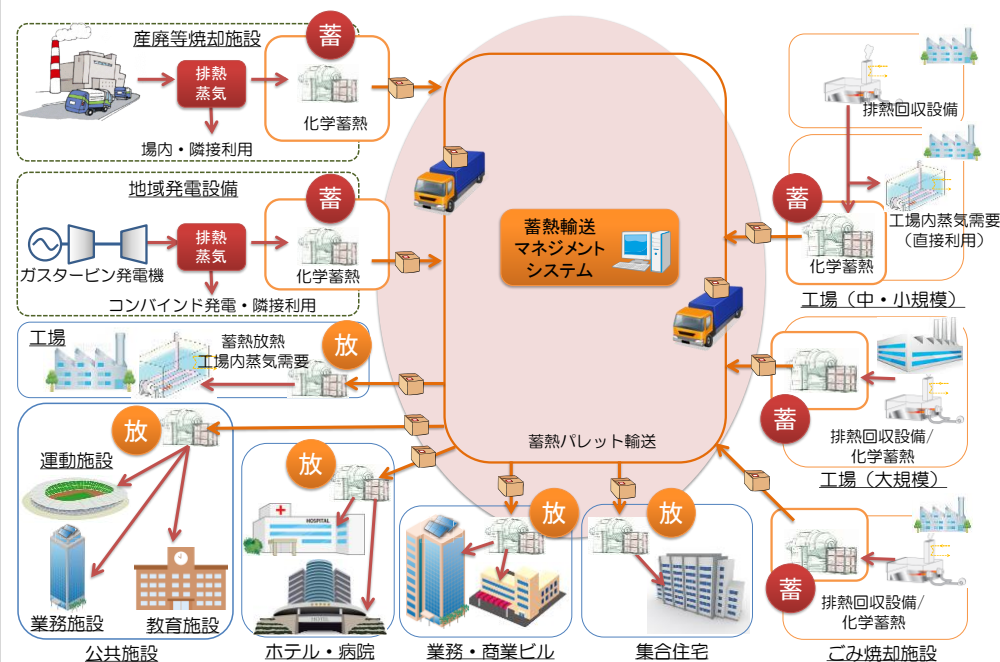 産廃等焼却施設
蓄
排熱
蒸気
化学蓄熱
場内・隣接利用
地域発電設備
蓄
排熱
蒸気
化学蓄熱
ガスタービン発電機
コンバインド発電・隣接利用
工場
蓄熱放熱
工場内蒸気需要
放
放
運動施設
業務施設
教育施設
公共施設
放
HOSPITAL
HOTEL
ホテル・病院
放
業務・商業ビル
放
集合住宅
蓄熱輸送
マネジメント
システム
蓄熱パレット輸送
排熱回収設備
蓄
工場内蒸気需要
（直接利用）
化学蓄熱
工場（中・小規模）
蓄
排熱回収設備/
化学蓄熱
工場（大規模）
蓄
排熱回収設備/
化学蓄熱
ごみ焼却施設